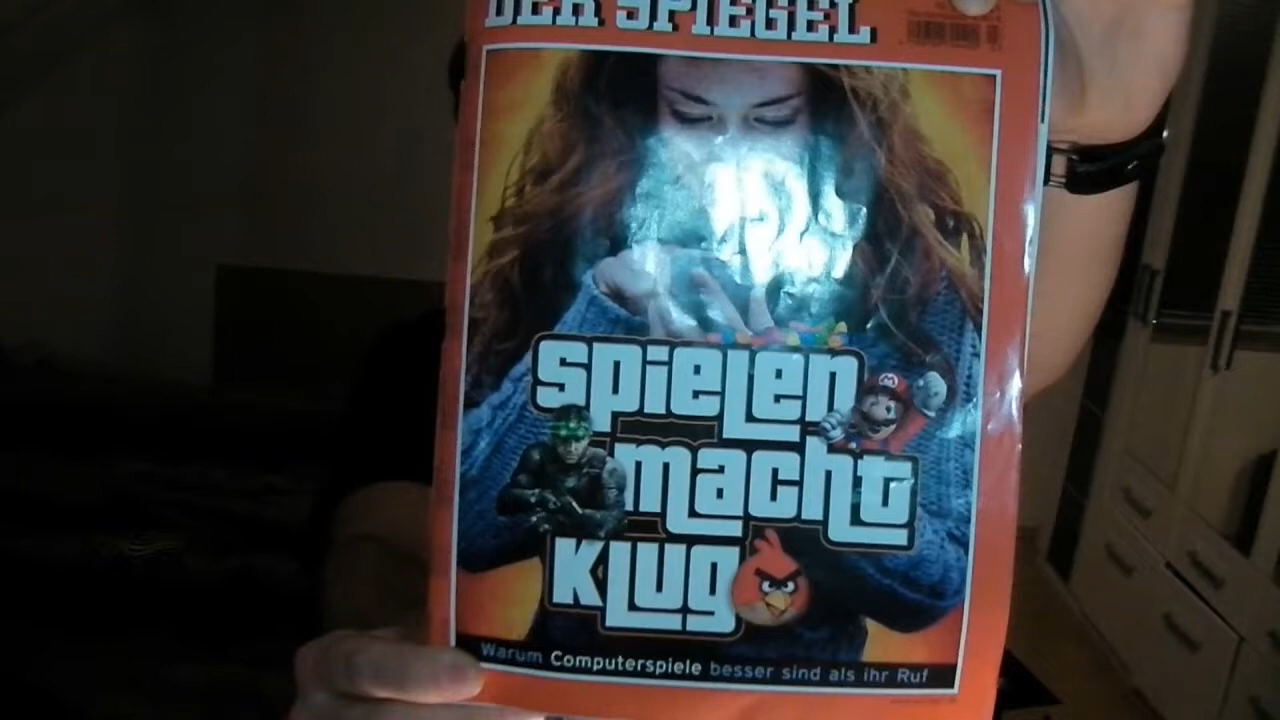 DER SPIEGEL
spielen
macht
klug
Warum Computerspiele besser sind als ihr Ruf